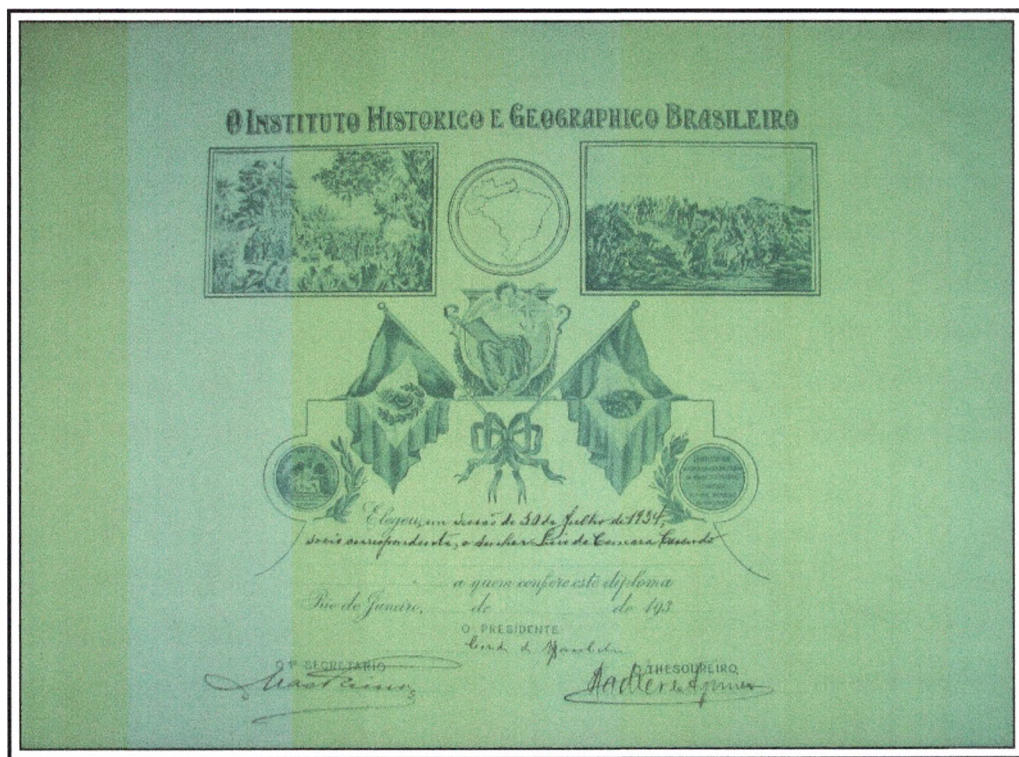 O INSTITUTO HISTORICO E GEOGRAPHICO BRASILEIRO
Elegeu, em sessão de 30 de Julho de 1934,
socio correspondente, o senhor Luis da Camara Cascudo
a quem confere este diploma
Rio de Janeiro, de de 193
O PRESIDENTE
O 1º SECRETARIO
O THESOUREIRO